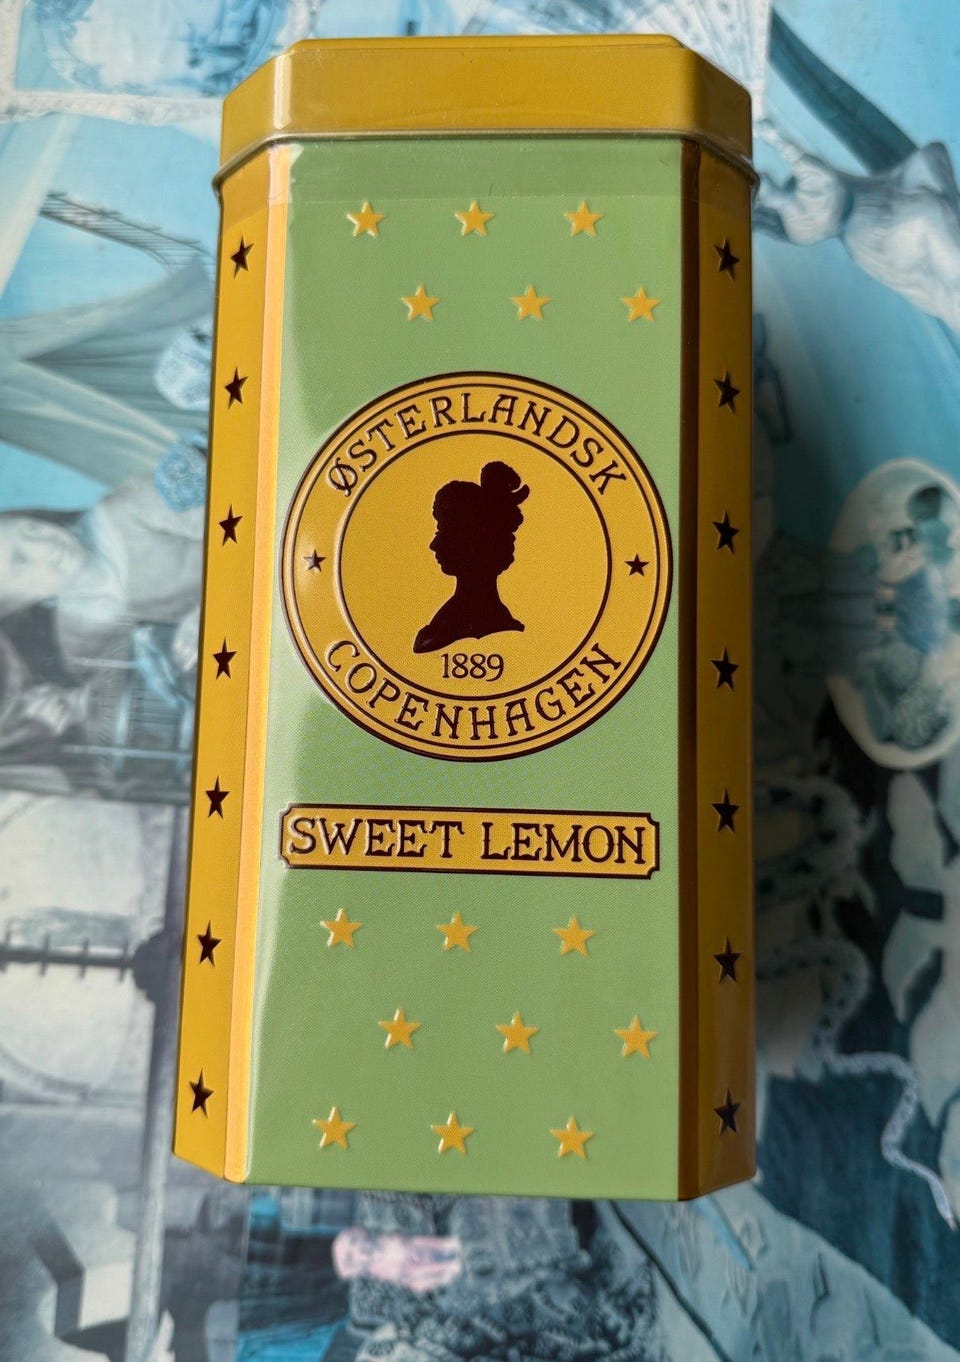 ØSTERLANDSK
1889
COPENHAGEN
SWEET LEMON